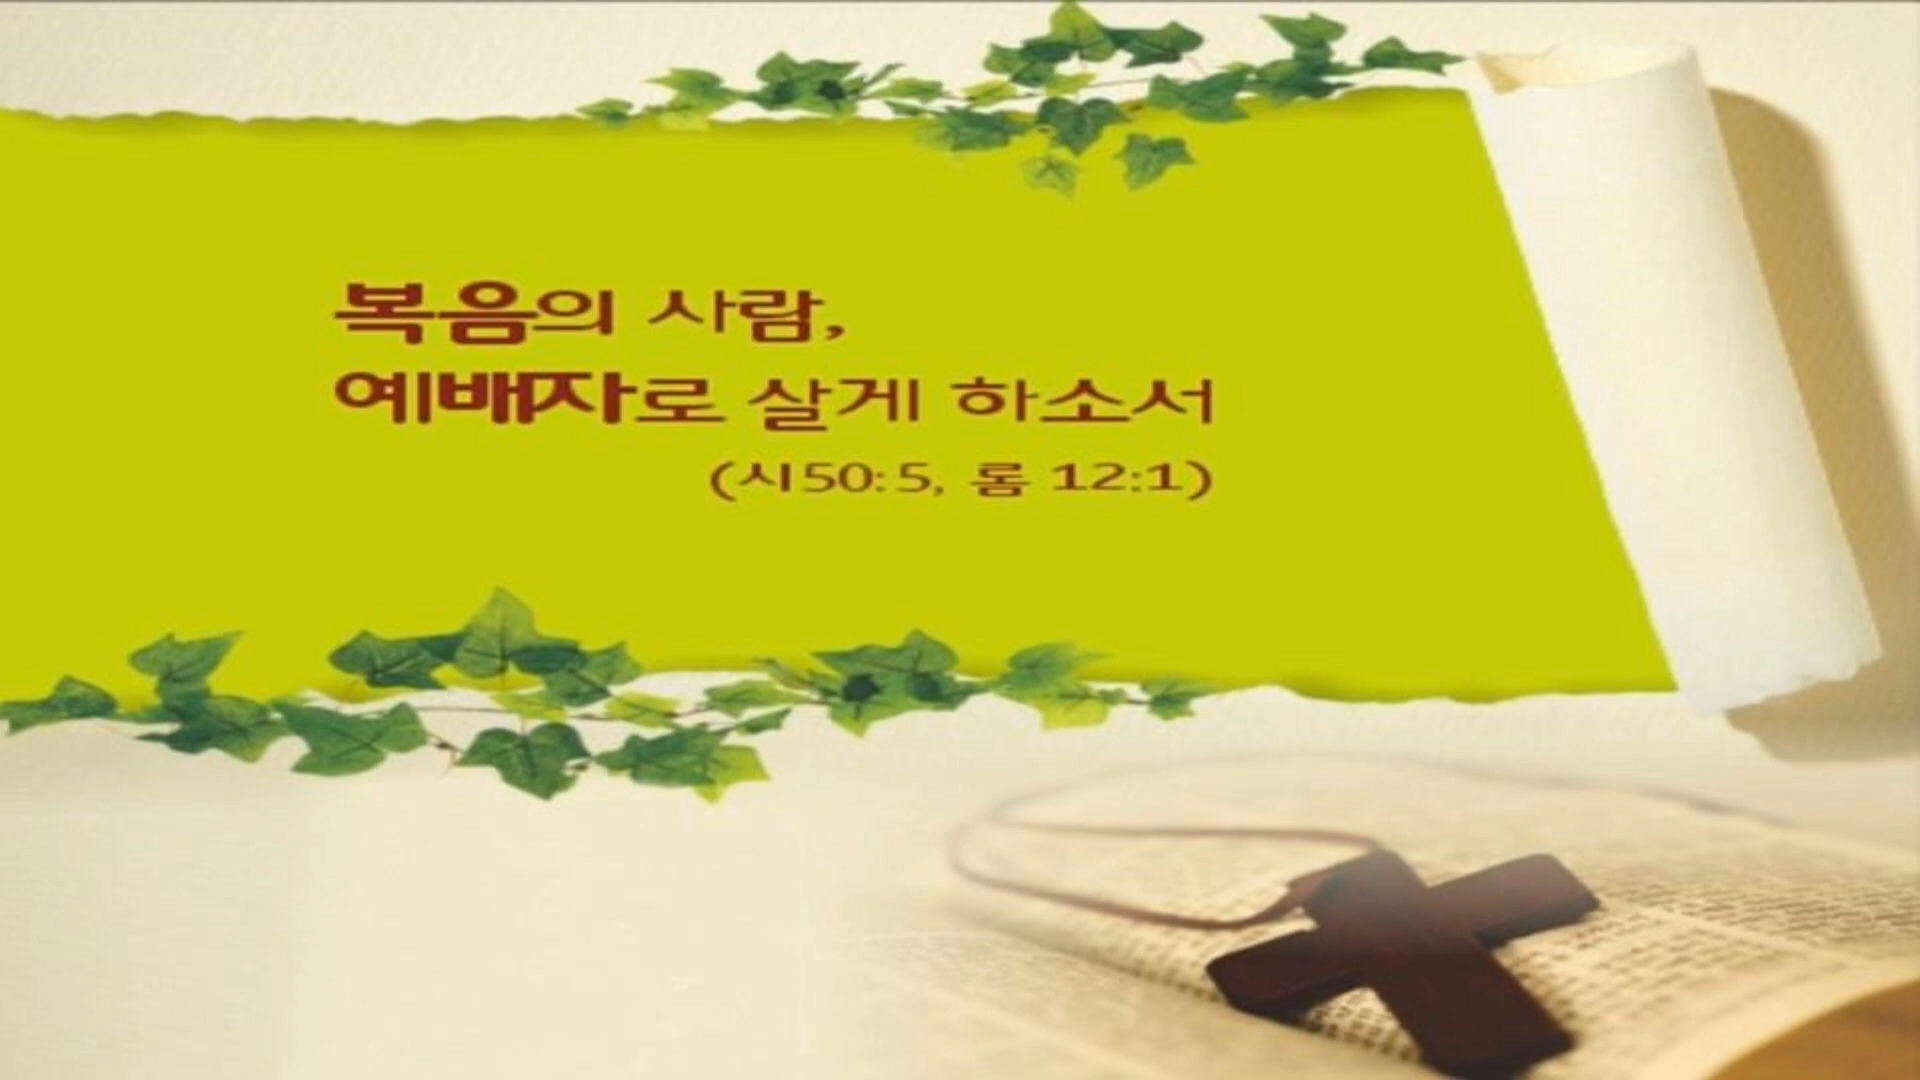 복음의 사람,
예배자로 살게 하소서
(시50:5, 롬 12:1)